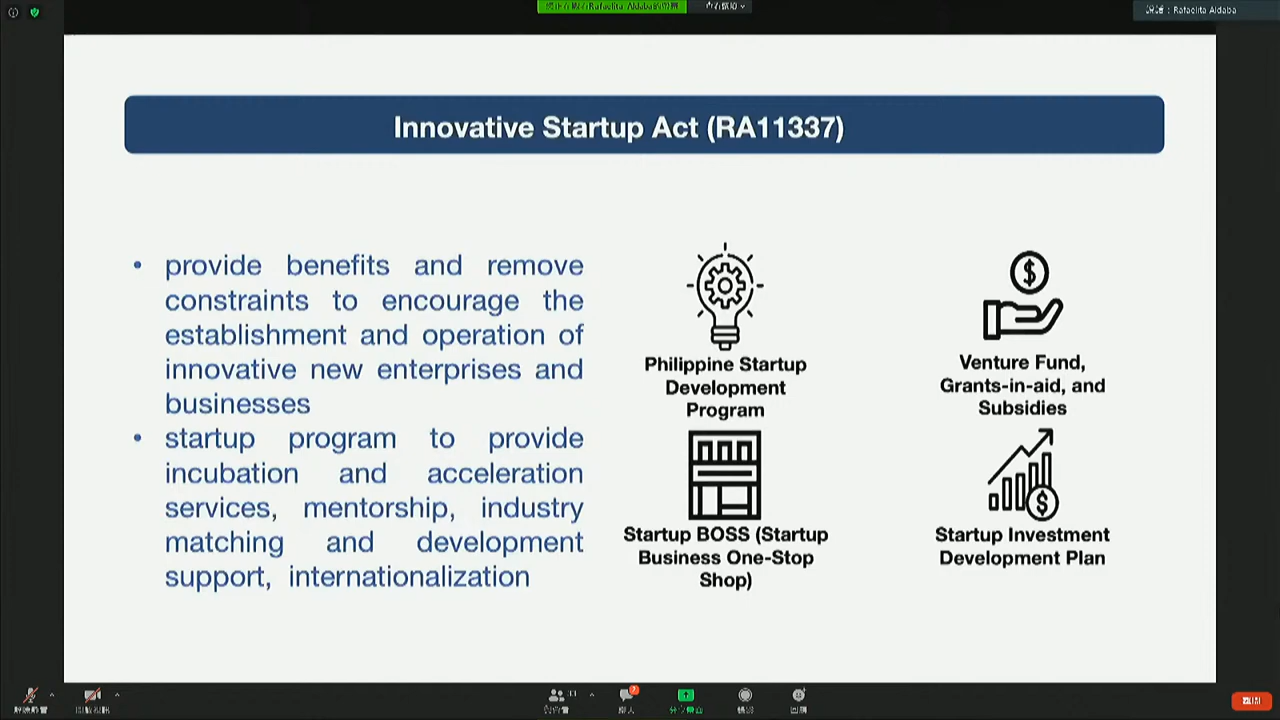 Rafaelita Aldaba
Innovative Startup Act (RA11337)
• provide benefits and remove
constraints to encourage the
establishment and operation of
innovative new enterprises and
businesses
• startup program to provide
incubation and acceleration
services, mentorship, industry
matching and development
support, internationalization
Philippine Startup
Development
Program
Venture Fund,
Grants-in-aid, and
Subsidies
Startup BOSS (Startup
Business One-Stop
Shop)
Startup Investment
Development Plan
7